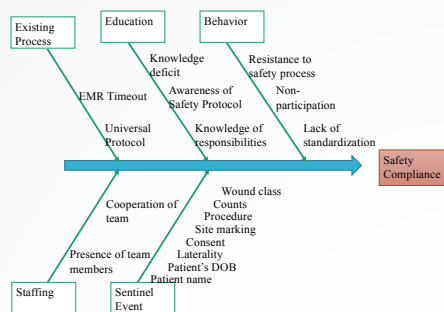 Existing
Process
Education
Behavior
Knowledge
deficit
Resistance to
safety process
EMR Timeout
Awareness of
Safety Protocol
Non-
participation
Universal
Protocol
Knowledge of
responsibilities
Lack of
standardization
Safety
Compliance
Cooperation of
team
Wound class
Counts
Procedure
Site marking
Consent
Laterality
Patient's DOB
Patient name
Presence of team
members
Staffing
Sentinel
Event